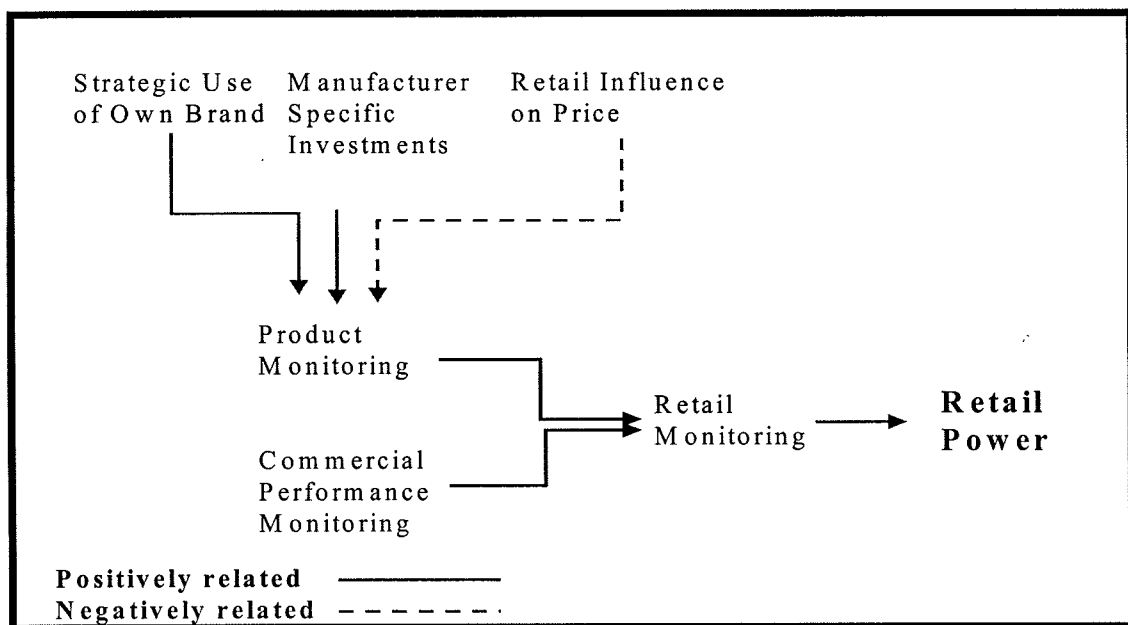 Strategic Use
of Own Brand
Manufacturer
Specific
Investments
Retail Influence
on Price
Product
Monitoring
Commercial
Performance
Monitoring
Retail
Monitoring
Retail
Power
Positively related
Negatively related